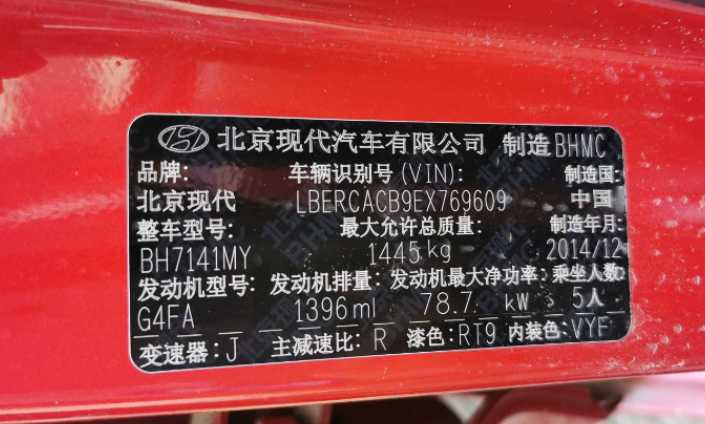 北京现代汽车有限公司 制造 BHMC
品牌: 车辆识别号(VIN): 制造国:
北京现代 LBERCACB9EX769609 中国
整车型号: 最大允许总质量: 制造年月:
BH7141MY 1445kg 2014/12
发动机型号: 发动机排量: 发动机最大净功率: 乘坐人数:
G4FA 1396ml 78.7 kW 5人
变速器: J 主减速比: R 漆色: RT9 内装色: VYF